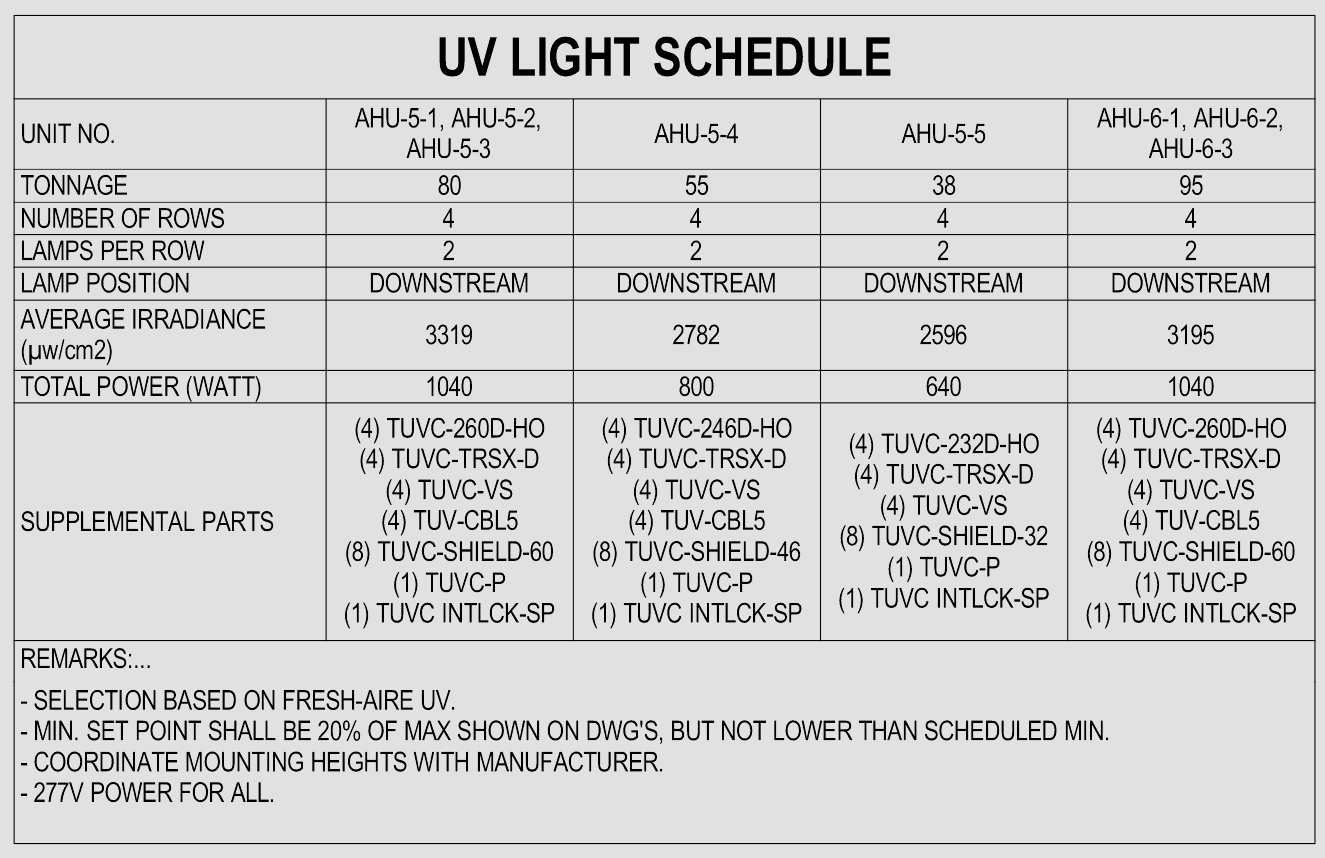 UV LIGHT SCHEDULE
UNIT NO. AHU-5-1, AHU-5-2, AHU-5-3 AHU-5-4 AHU-5-5 AHU-6-1, AHU-6-2, AHU-6-3
TONNAGE 80 55 38 95
NUMBER OF ROWS 4 4 4 4
LAMPS PER ROW 2 2 2 2
LAMP POSITION DOWNSTREAM DOWNSTREAM DOWNSTREAM DOWNSTREAM
AVERAGE IRRADIANCE (µw/cm2) 3319 2782 2596 3195
TOTAL POWER (WATT) 1040 800 640 1040
SUPPLEMENTAL PARTS
(4) TUVC-260D-HO
(4) TUVC-TRSX-D
(4) TUVC-VS
(4) TUV-CBL5
(8) TUVC-SHIELD-60
(1) TUVC-P
(1) TUVC INTLCK-SP
(4) TUVC-246D-HO
(4) TUVC-TRSX-D
(4) TUVC-VS
(4) TUV-CBL5
(8) TUVC-SHIELD-46
(1) TUVC-P
(1) TUVC INTLCK-SP
(4) TUVC-232D-HO
(4) TUVC-TRSX-D
(4) TUVC-VS
(8) TUVC-SHIELD-32
(1) TUVC-P
(1) TUVC INTLCK-SP
(4) TUVC-260D-HO
(4) TUVC-TRSX-D
(4) TUVC-VS
(4) TUV-CBL5
(8) TUVC-SHIELD-60
(1) TUVC-P
(1) TUVC INTLCK-SP
REMARKS:...
- SELECTION BASED ON FRESH-AIRE UV.
- MIN. SET POINT SHALL BE 20% OF MAX SHOWN ON DWG'S, BUT NOT LOWER THAN SCHEDULED MIN.
- COORDINATE MOUNTING HEIGHTS WITH MANUFACTURER.
- 277V POWER FOR ALL.